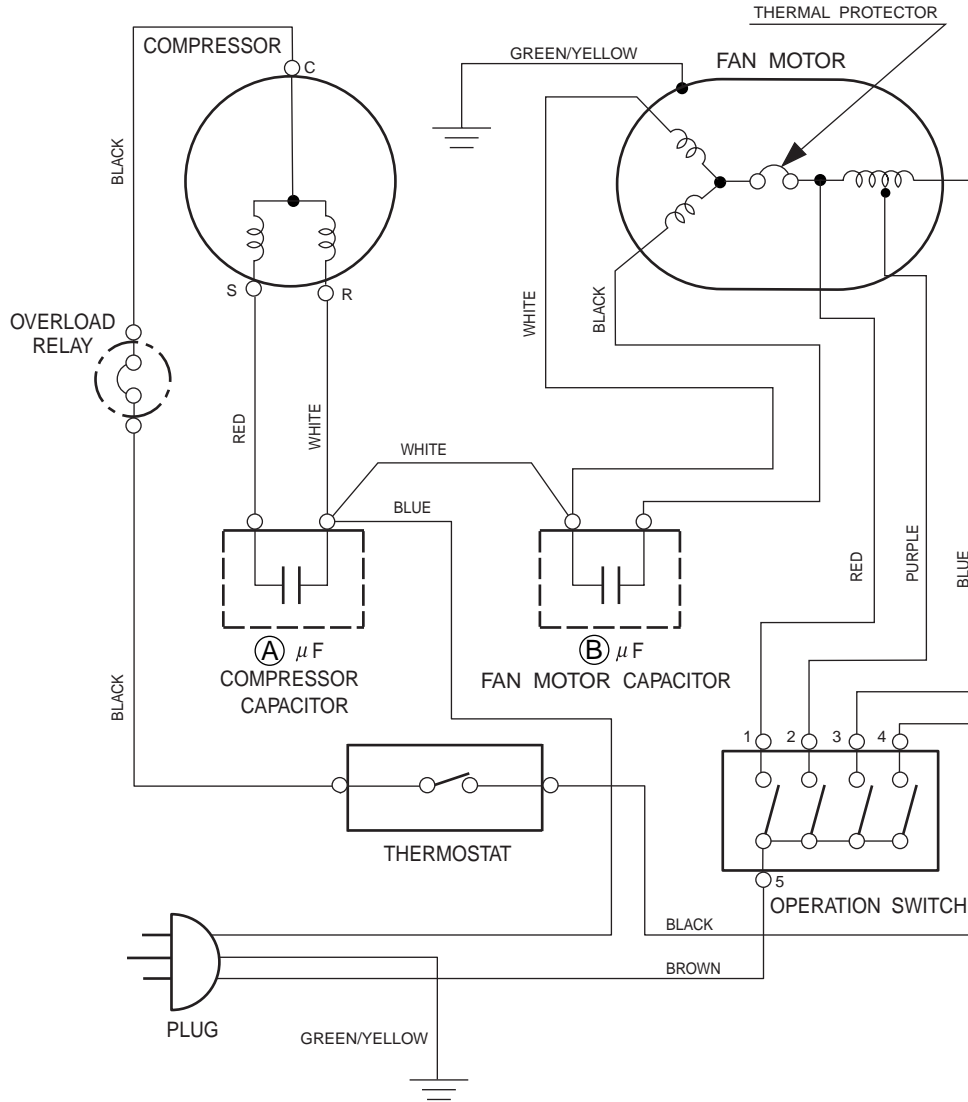 THERMAL PROTECTOR
COMPRESSOR
GREEN/YELLOW
FAN MOTOR
C
BLACK
S
R
WHITE
BLACK
OVERLOAD
RELAY
RED
WHITE
WHITE
BLUE
RED
PURPLE
BLUE
A μF
COMPRESSOR
CAPACITOR
B μF
FAN MOTOR CAPACITOR
BLACK
1
2
3
4
THERMOSTAT
5
OPERATION SWITCH
BLACK
BROWN
PLUG
GREEN/YELLOW